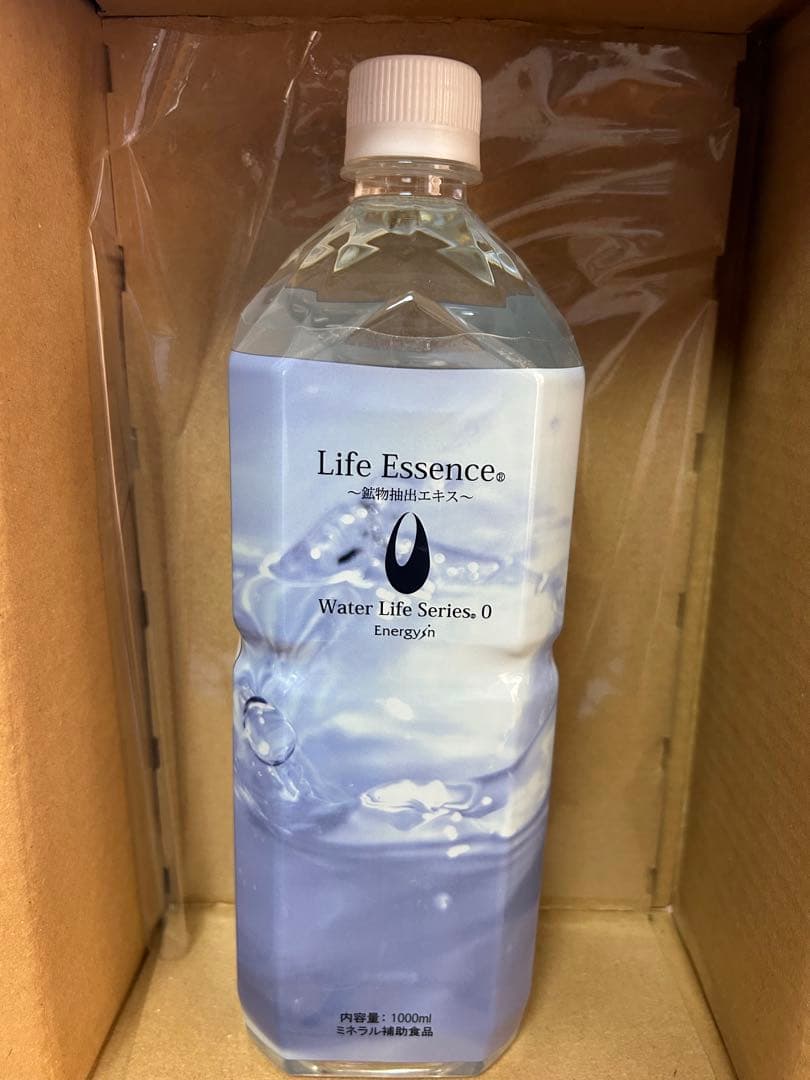 Life Essence®
～鉱物抽出エキス～
Water Life Series® 0
Energyin
内容量：1000ml
ミネラル補助食品